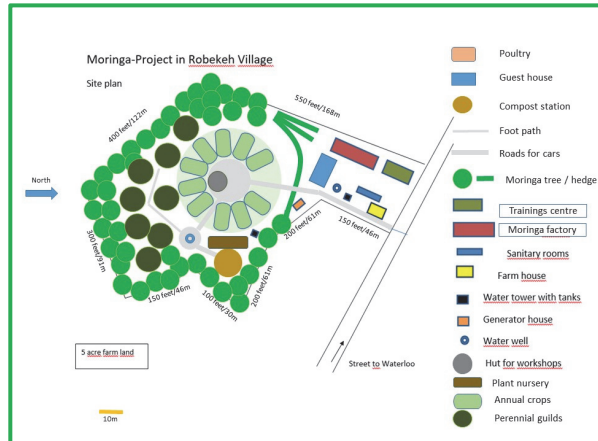 Moringa-Project in Robekeh Village
Site plan
550 feet/168m
400 feet/122m
North
300 feet/91m
150 feet/46m
100 feet/30m
200 feet/61m
200 feet/61m
150 feet/46m
5 acre farm land
10m
Street to Waterloo
Poultry
Guest house
Compost station
Foot path
Roads for cars
Moringa tree / hedge
Trainings centre
Moringa factory
Sanitary rooms
Farm house
Water tower with tanks
Generator house
Water well
Hut for workshops
Plant nursery
Annual crops
Perennial guilds